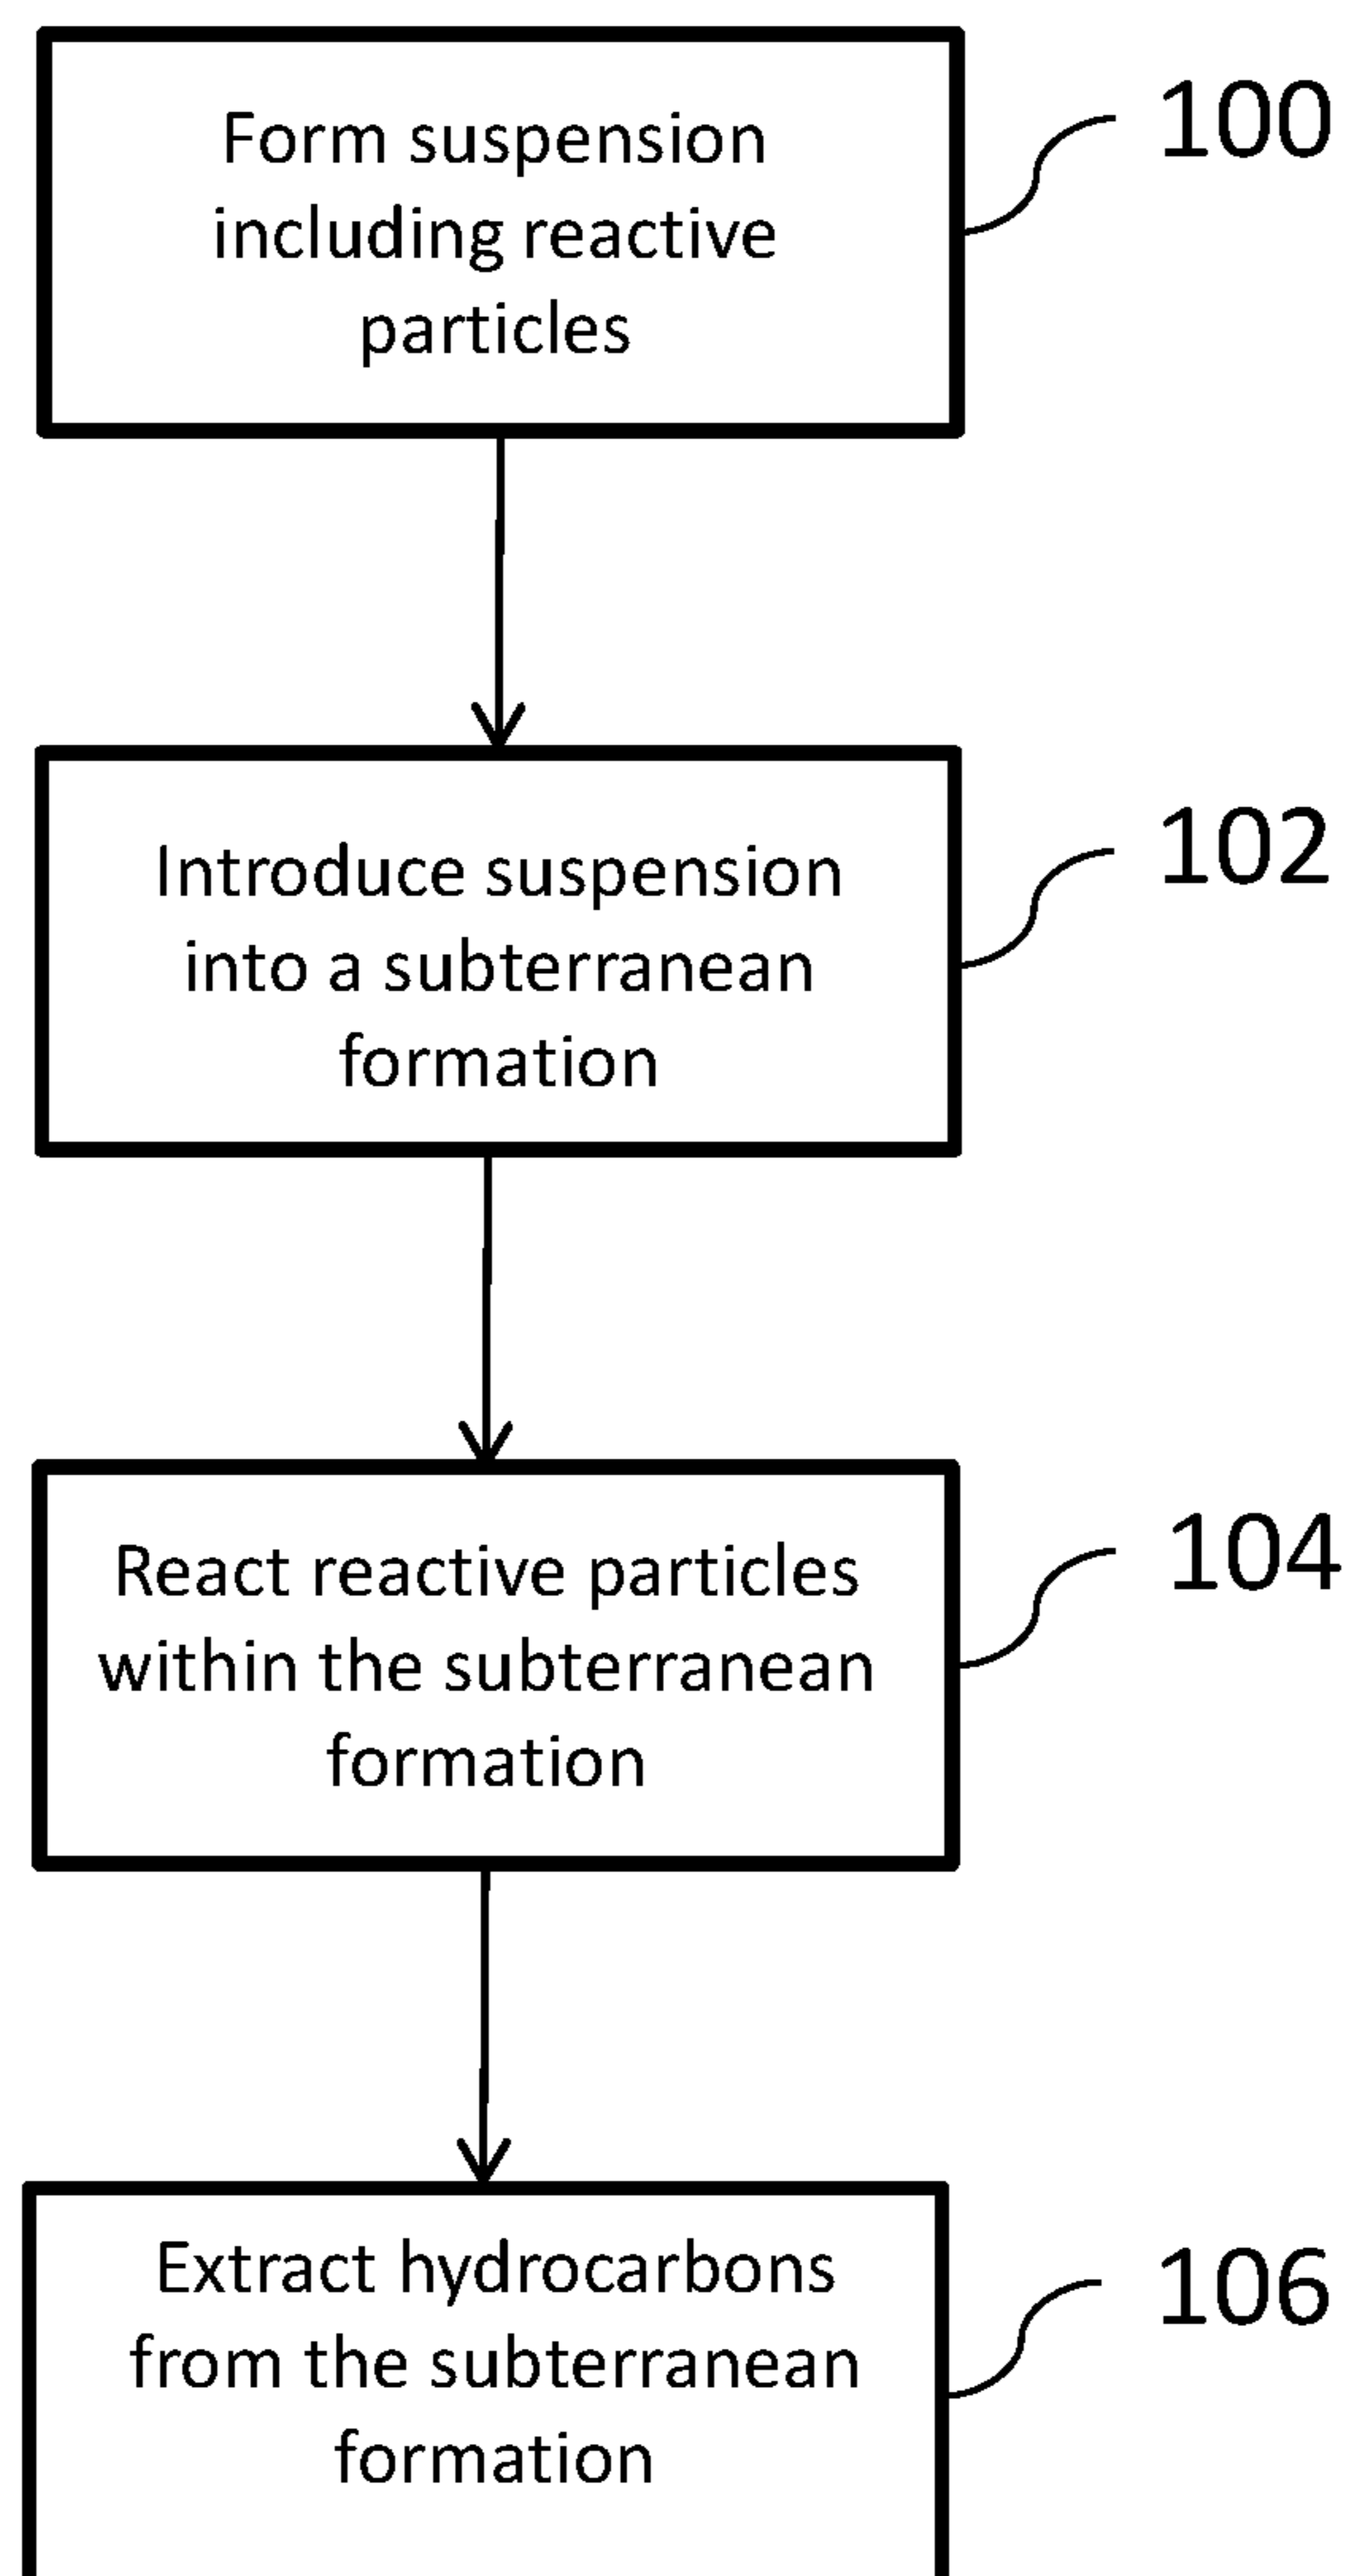 Form suspension
including reactive
particles
100
Introduce suspension
into a subterranean
formation
102
React reactive particles
within the subterranean
formation
104
Extract hydrocarbons
from the subterranean
formation
106